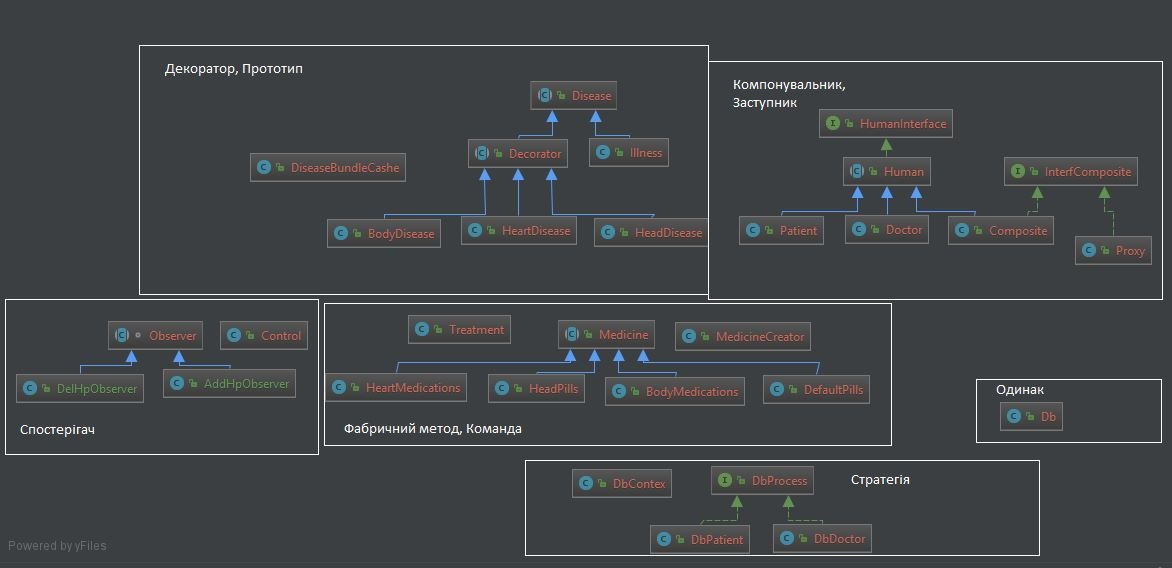 Декоратор, Прототип
Disease
Decorator
Illness
DiseaseBundleCashe
BodyDisease
HeartDisease
HeadDisease
Компонувальник,
Заступник
HumanInterface
Human
InterfComposite
Patient
Doctor
Composite
Proxy
Observer
Control
DelHpObserver
AddHpObserver
Спостерігач
Treatment
Medicine
MedicineCreator
HeartMedications
HeadPills
BodyMedications
DefaultPills
Фабричний метод, Команда
Одинак
Db
DbContex
DbProcess
Стратегія
DbPatient
DbDoctor
Powered by yFiles